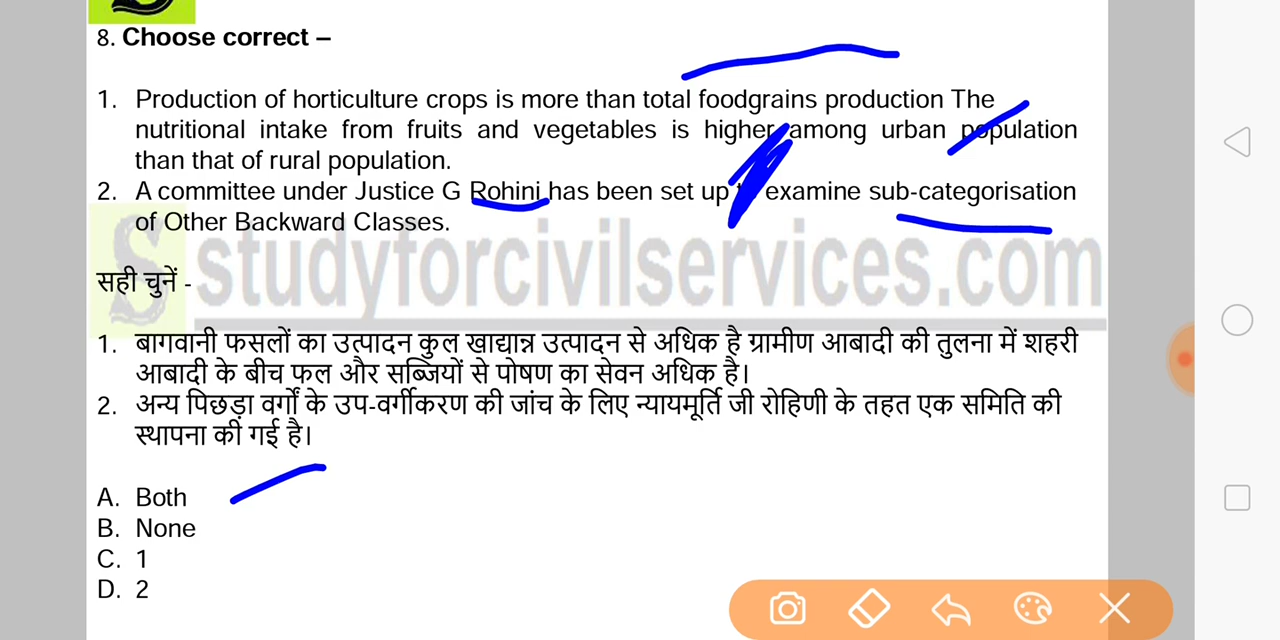 8. Choose correct –
1. Production of horticulture crops is more than total foodgrains production The
nutritional intake from fruits and vegetables is higher among urban population
than that of rural population.
2. A committee under Justice G Rohini has been set up examine sub-categorisation
of Other Backward Classes.
studyforcivilservices.com
सही चुनें -
1. बागवानी फसलों का उत्पादन कुल खाद्यान्न उत्पादन से अधिक है ग्रामीण आबादी की तुलना में शहरी
आबादी के बीच फल और सब्जियों से पोषण का सेवन अधिक है।
2. अन्य पिछड़ा वर्गों के उप-वर्गीकरण की जांच के लिए न्यायमूर्ति जी रोहिणी के तहत एक समिति की
स्थापना की गई है।
A. Both
B. None
C. 1
D. 2